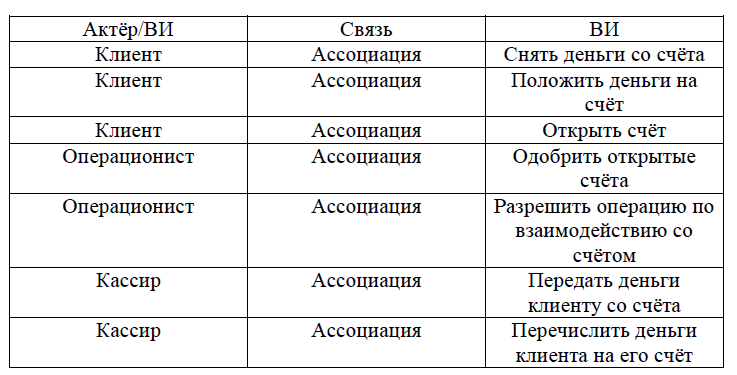 Актёр/ВИ Связь ВИ
Клиент Ассоциация Снять деньги со счёта
Клиент Ассоциация Положить деньги на
счёт
Клиент Ассоциация Открыть счёт
Операционист Ассоциация Одобрить открытые
счёта
Операционист Ассоциация Разрешить операцию по
взаимодействию со
счётом
Кассир Ассоциация Передать деньги
клиенту со счёта
Кассир Ассоциация Перечислить деньги
клиента на его счёт